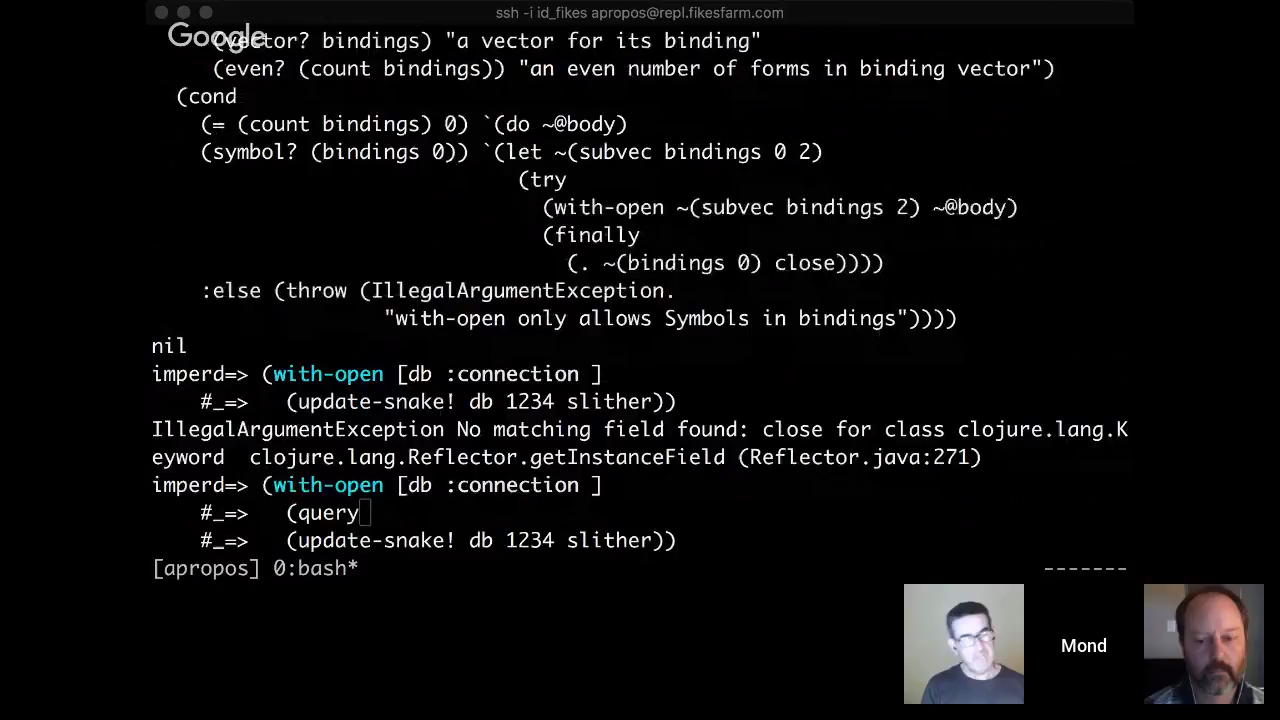 ssh -i id_fikes apropos@repl.fikesfarm.com
Google
(vector? bindings) "a vector for its binding"
(even? (count bindings)) "an even number of forms in binding vector")
(cond
(= (count bindings) 0) `(do ~@body)
(symbol? (bindings 0)) `(let ~(subvec bindings 0 2)
(try
(with-open ~(subvec bindings 2) ~@body)
(finally
(. ~(bindings 0) close))))
:else (throw (IllegalArgumentException.
"with-open only allows Symbols in bindings"))))
nil
imperd=> (with-open [db :connection ]
#_=>   (update-snake! db 1234 slither))
IllegalArgumentException No matching field found: close for class clojure.lang.K
eyword  clojure.lang.Reflector.getInstanceField (Reflector.java:271)
imperd=> (with-open [db :connection ]
#_=>   (query
#_=>   (update-snake! db 1234 slither))
[apropos] 0:bash*
-------
Mond